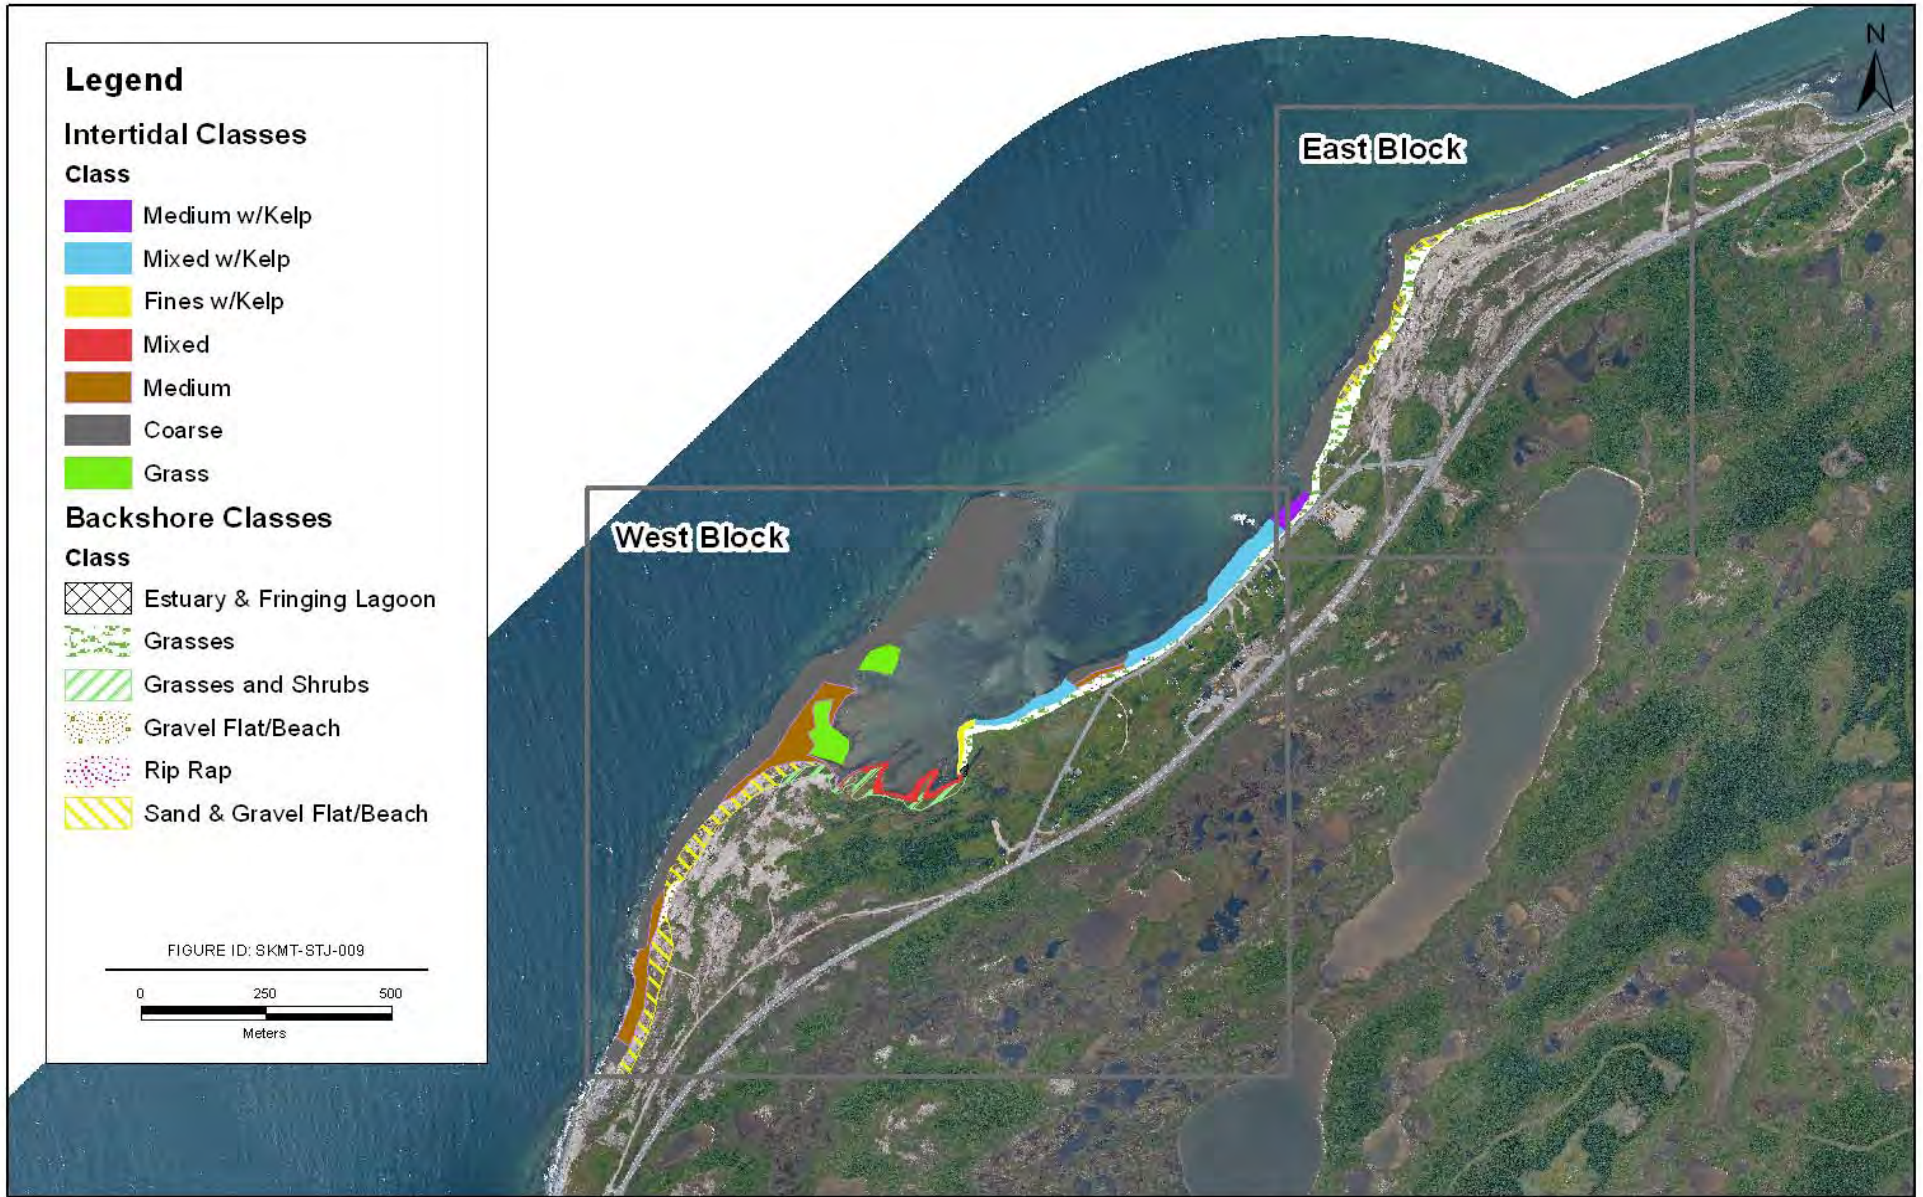 Legend
Intertidal Classes
Class
Medium w/Kelp
Mixed w/Kelp
Fines w/Kelp
Mixed
Medium
Coarse
Grass
Backshore Classes
Class
Estuary & Fringing Lagoon
Grasses
Grasses and Shrubs
Gravel Flat/Beach
Rip Rap
Sand & Gravel Flat/Beach
FIGURE ID: SKMT-STJ-009
0 250 500
Meters
N
East Block
West Block